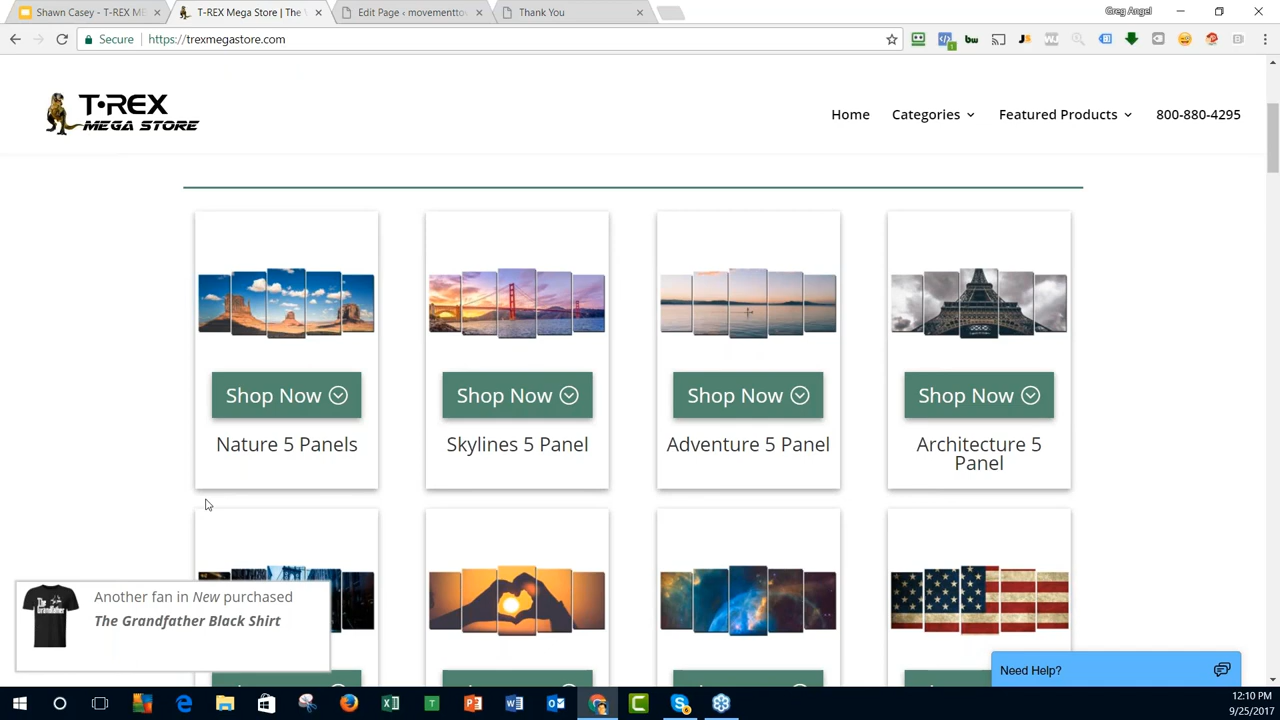 Shawn Casey - T-REX ME
T-REX Mega Store | The
Edit Page ‹ movementto
Thank You
Greg Angel
Secure
https://trexmegastore.com
T-REX
MEGA STORE
Home
Categories
Featured Products
800-880-4295
Shop Now
Shop Now
Shop Now
Shop Now
Nature 5 Panels
Skylines 5 Panel
Adventure 5 Panel
Architecture 5
Panel
The
Grandfather
Another fan in New purchased
The Grandfather Black Shirt
Need Help?
12:10 PM
9/25/2017